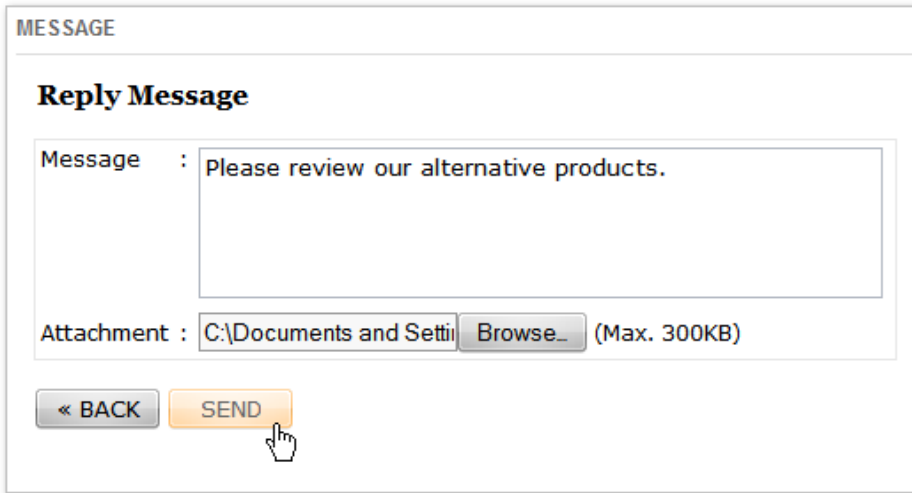 MESSAGE
Reply Message
Message :
Please review our alternative products.
Attachment : C:\Documents and Setti Browse… (Max. 300KB)
« BACK SEND